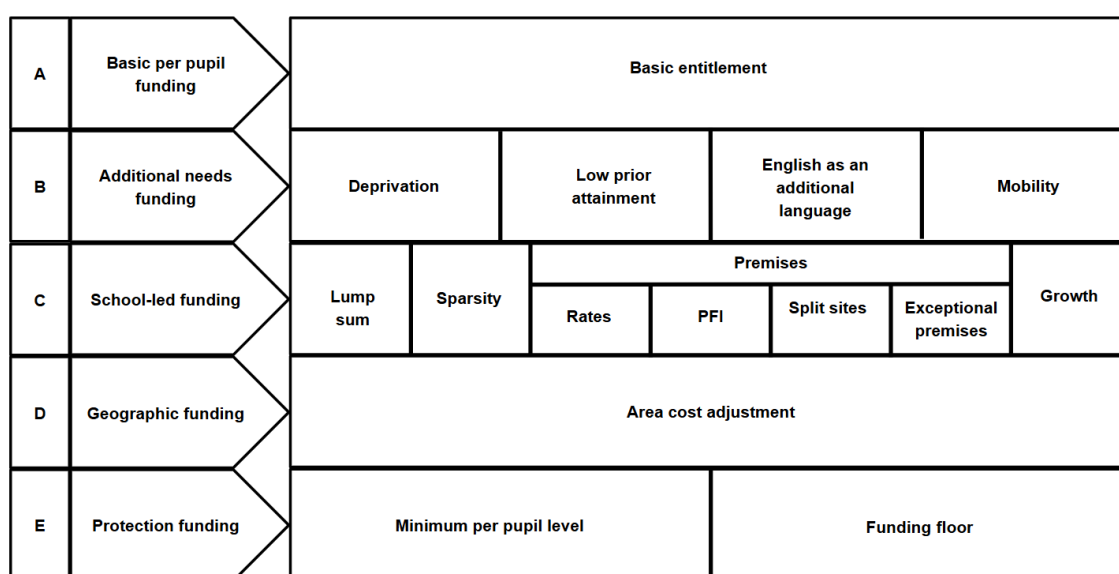 A
Basic per pupil
funding
Basic entitlement
B
Additional needs
funding
Deprivation
Low prior
attainment
English as an
additional
language
Mobility
C
School-led funding
Lump
sum
Sparsity
Premises
Rates
PFI
Split sites
Exceptional
premises
Growth
D
Geographic funding
Area cost adjustment
E
Protection funding
Minimum per pupil level
Funding floor